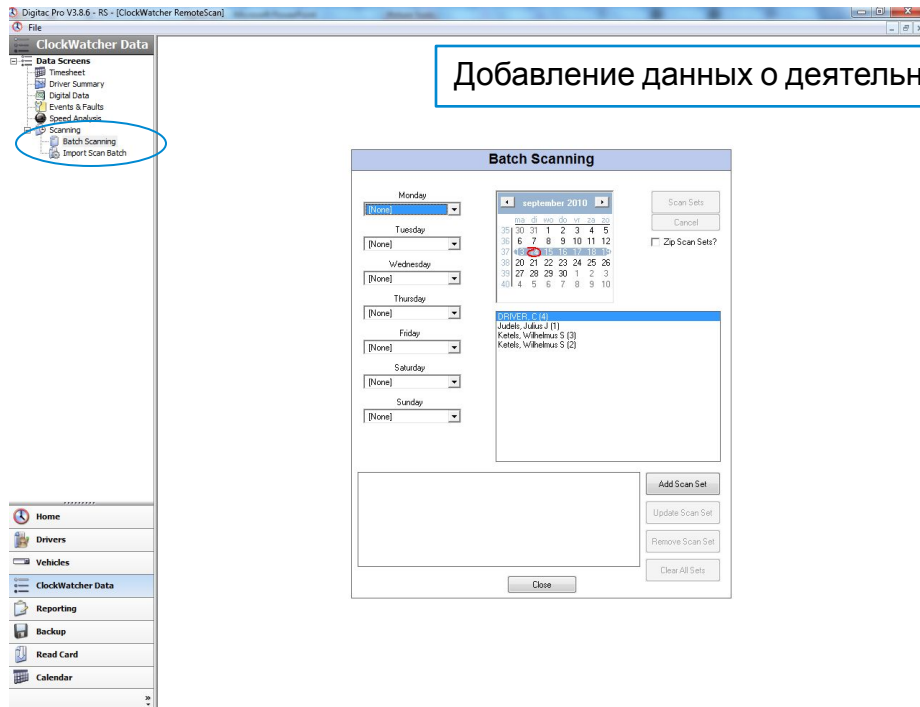 Digitac Pro V3.8.6 - RS - [ClockWatcher RemoteScan]
File
ClockWatcher Data
Data Screens
Timesheet
Driver Summary
Digital Data
Events & Faults
Speed Analysis
Scanning
Batch Scanning
Import Scan Batch
Добавление данных о деятельн
Batch Scanning
Monday
[None]
Tuesday
[None]
Wednesday
[None]
Thursday
[None]
Friday
[None]
Saturday
[None]
Sunday
[None]
september 2010
ma di wo do vr za zo
35 30 31 1 2 3 4 5
36 6 7 8 9 10 11 12
37 13 15 16 17 18 19
38 20 21 22 23 24 25 26
39 27 28 29 30 1 2 3
40 4 5 6 7 8 9 10
Scan Sets
Cancel
Zip Scan Sets?
DRIVER, C (4)
Judels, Julius J (1)
Ketels, Wilhelmus S (3)
Ketels, Wilhelmus S (2)
Add Scan Set
Update Scan Set
Remove Scan Set
Clear All Sets
Close
Home
Drivers
Vehicles
ClockWatcher Data
Reporting
Backup
Read Card
Calendar